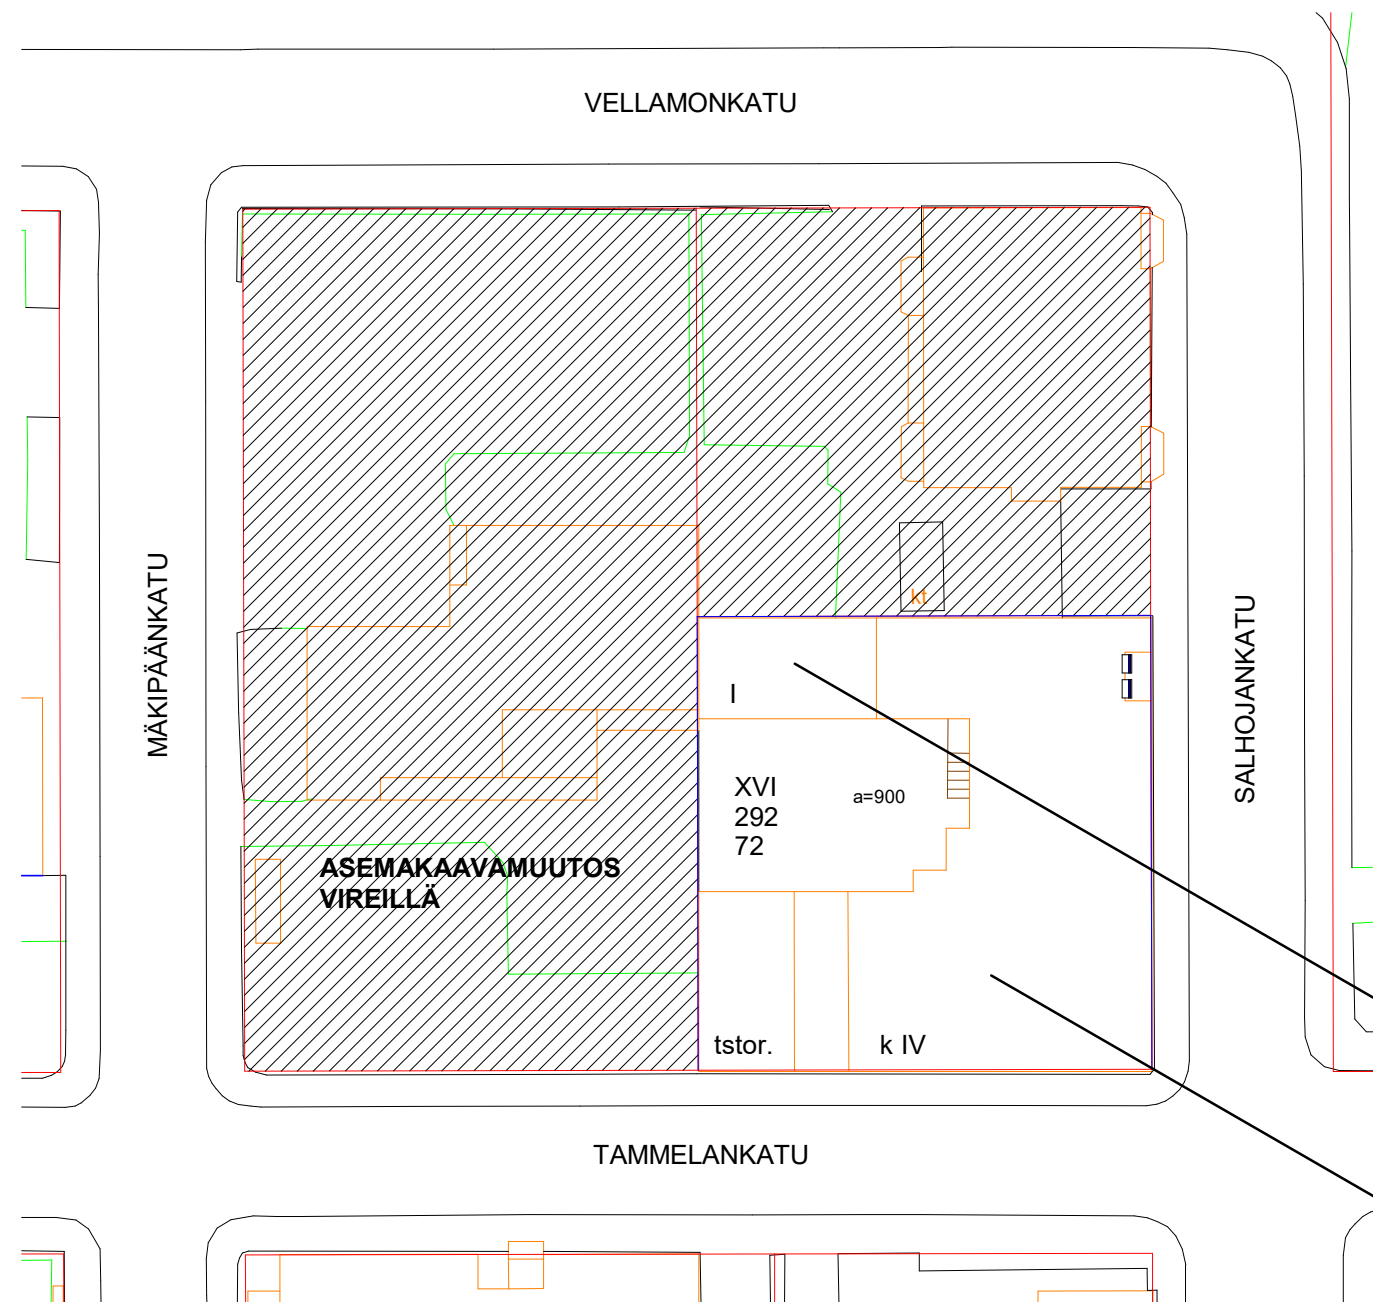 VELLAMONKATU
MÄKIPÄÄNKATU
SALHOJANKATU
kt
I
XVI
292
72
a=900
ASEMAKAAVAMUUTOS
VIREILLÄ
tstor.
k IV
TAMMELANKATU